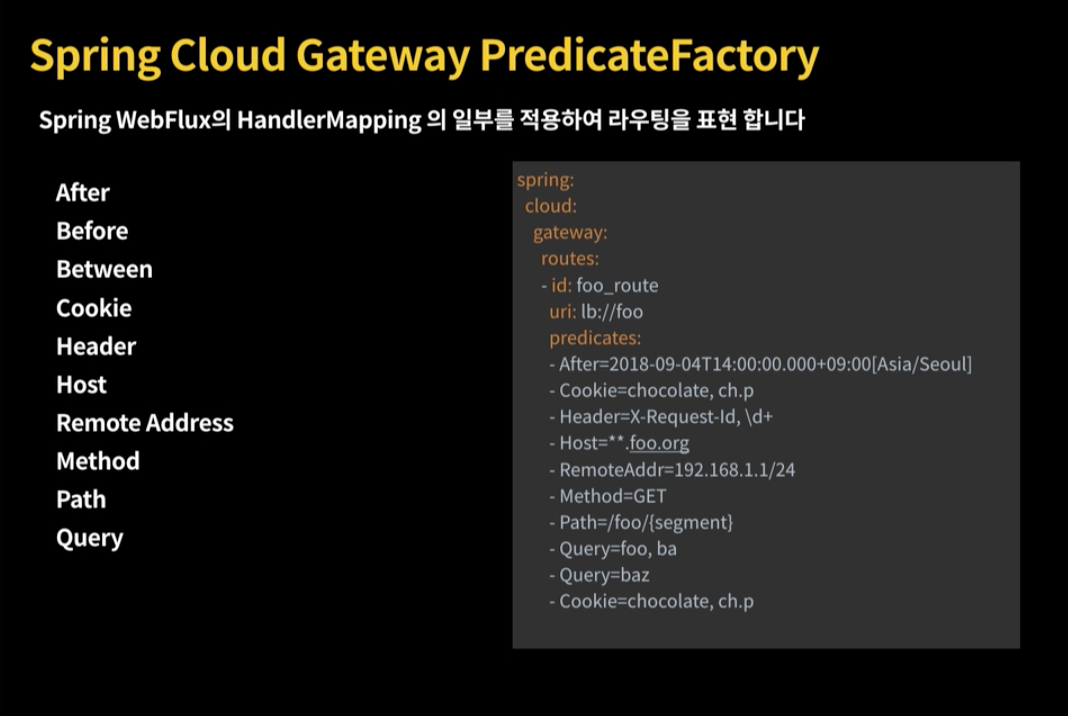 Spring Cloud Gateway PredicateFactory
Spring WebFlux의 HandlerMapping 의 일부를 적용하여 라우팅을 표현 합니다
After
Before
Between
Cookie
Header
Host
Remote Address
Method
Path
Query
spring:
cloud:
gateway:
routes:
- id: foo_route
uri: lb://foo
predicates:
- After=2018-09-04T14:00:00.000+09:00[Asia/Seoul]
- Cookie=chocolate, ch.p
- Header=X-Request-Id, \d+
- Host=**.foo.org
- RemoteAddr=192.168.1.1/24
- Method=GET
- Path=/foo/{segment}
- Query=foo, ba
- Query=baz
- Cookie=chocolate, ch.p